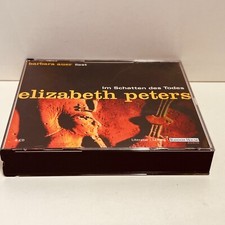 barbara auer liest
Im Schatten des Todes
elizabeth peters